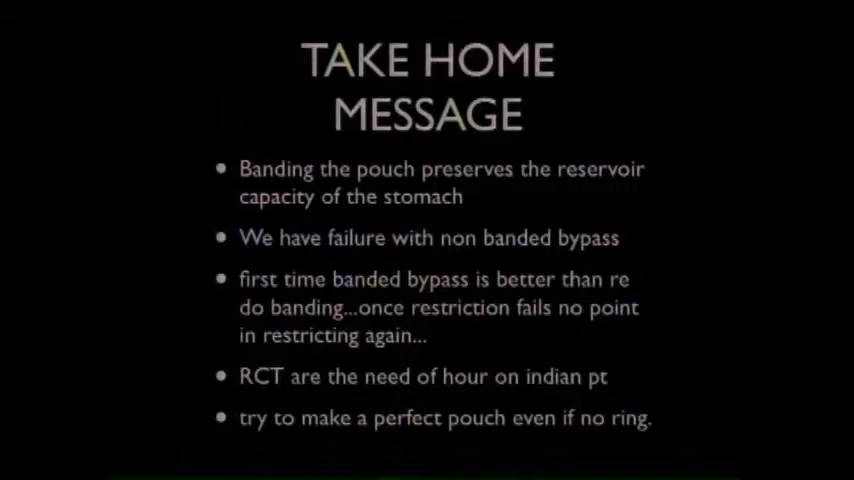 TAKE HOME
MESSAGE
• Banding the pouch preserves the reservoir
capacity of the stomach
• We have failure with non banded bypass
• first time banded bypass is better than re
do banding...once restriction fails no point
in restricting again...
• RCT are the need of hour on indian pt
• try to make a perfect pouch even if no ring.